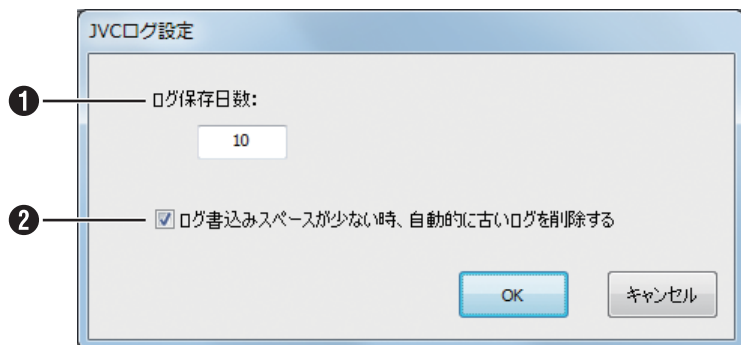 JVCログ設定
❶ ログ保存日数:
10
❷ ログ書込みスペースが少ない時、自動的に古いログを削除する
OK キャンセル